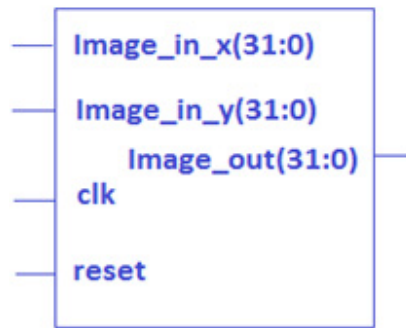 Image_in_x(31:0)
Image_in_y(31:0)
Image_out(31:0)
clk
reset